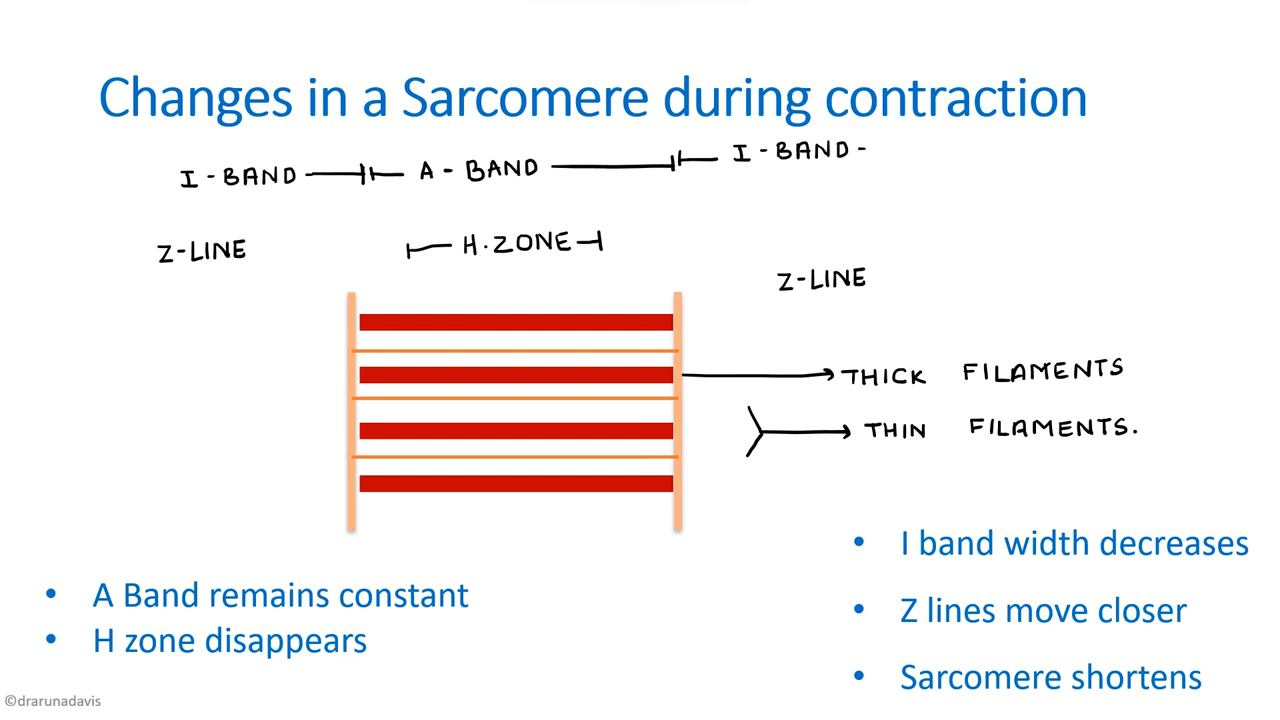 Changes in a Sarcomere during contraction
I - BAND
A - BAND
I - BAND -
Z-LINE
H.ZONE
Z-LINE
THICK FILAMENTS
THIN FILAMENTS.
• I band width decreases
• A Band remains constant
• Z lines move closer
• H zone disappears
• Sarcomere shortens
©drarunadavis